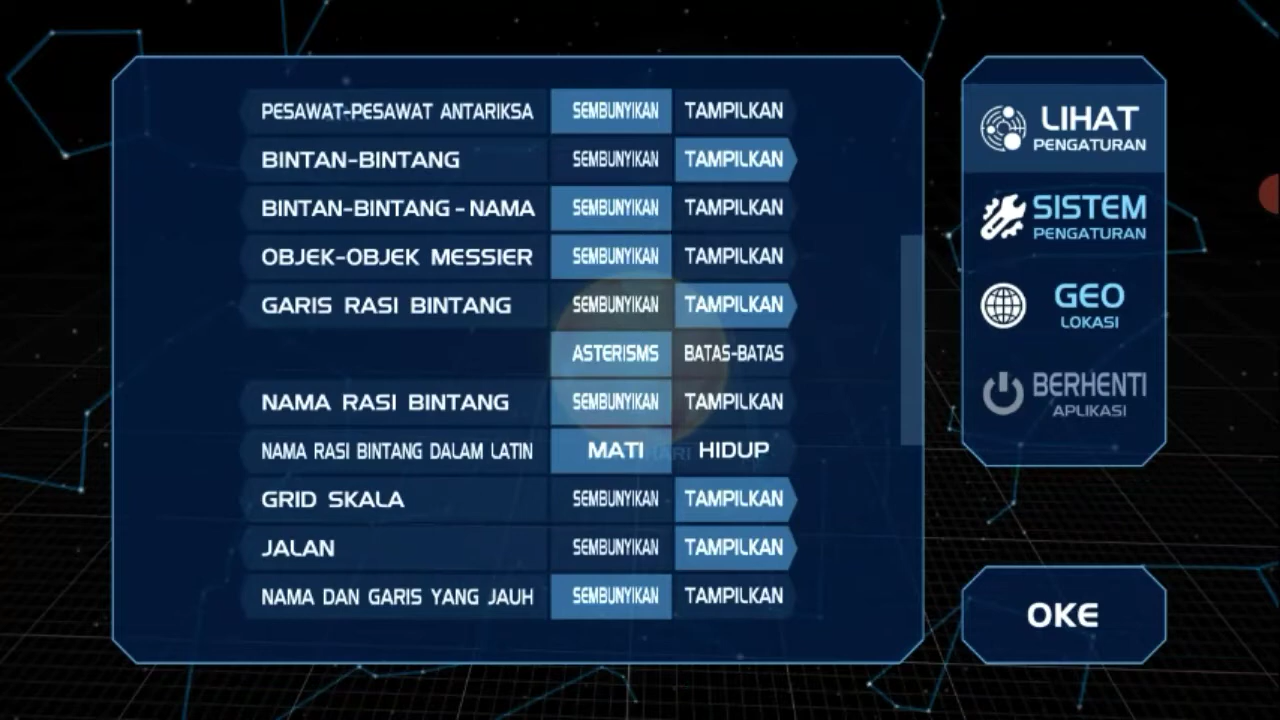 PESAWAT-PESAWAT ANTARIKSA SEMBUNYIKAN TAMPILKAN
BINTAN-BINTANG SEMBUNYIKAN TAMPILKAN
BINTAN-BINTANG - NAMA SEMBUNYIKAN TAMPILKAN
OBJEK-OBJEK MESSIER SEMBUNYIKAN TAMPILKAN
GARIS RASI BINTANG SEMBUNYIKAN TAMPILKAN
ASTERISMS BATAS-BATAS
NAMA RASI BINTANG SEMBUNYIKAN TAMPILKAN
NAMA RASI BINTANG DALAM LATIN MATI HIDUP
GRID SKALA SEMBUNYIKAN TAMPILKAN
JALAN SEMBUNYIKAN TAMPILKAN
NAMA DAN GARIS YANG JAUH SEMBUNYIKAN TAMPILKAN
LIHAT
PENGATURAN
SISTEM
PENGATURAN
GEO
LOKASI
BERHENTI
APLIKASI
OKE